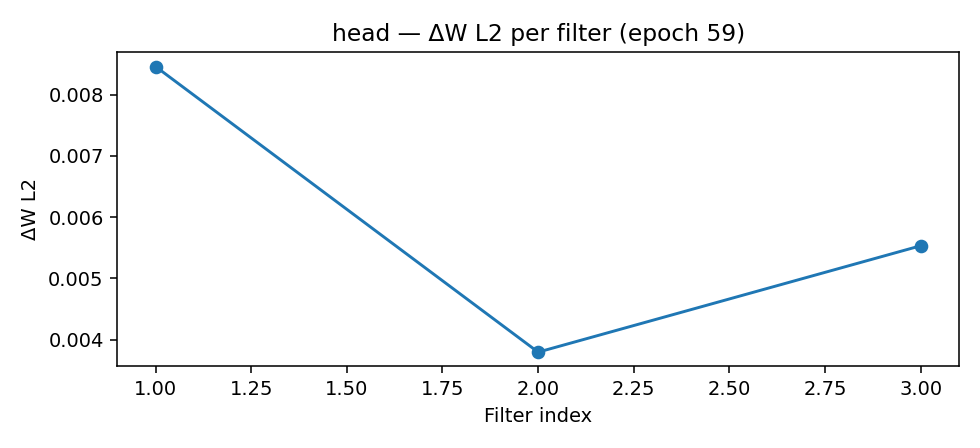 head — ΔW L2 per filter (epoch 59)
ΔW L2
0.008
0.007
0.006
0.005
0.004
1.00 1.25 1.50 1.75 2.00 2.25 2.50 2.75 3.00
Filter index